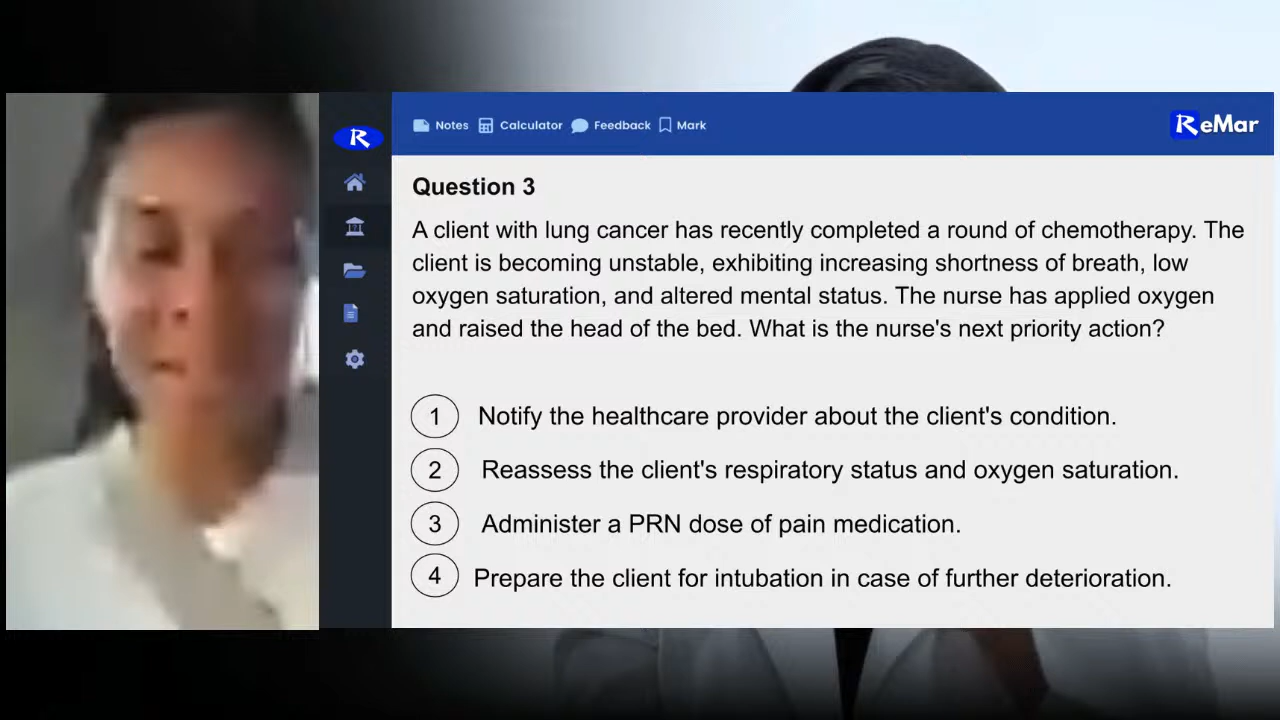 Notes Calculator Feedback Mark
R
ReMar
Question 3
A client with lung cancer has recently completed a round of chemotherapy. The
client is becoming unstable, exhibiting increasing shortness of breath, low
oxygen saturation, and altered mental status. The nurse has applied oxygen
and raised the head of the bed. What is the nurse's next priority action?
1 Notify the healthcare provider about the client's condition.
2 Reassess the client's respiratory status and oxygen saturation.
3 Administer a PRN dose of pain medication.
4 Prepare the client for intubation in case of further deterioration.